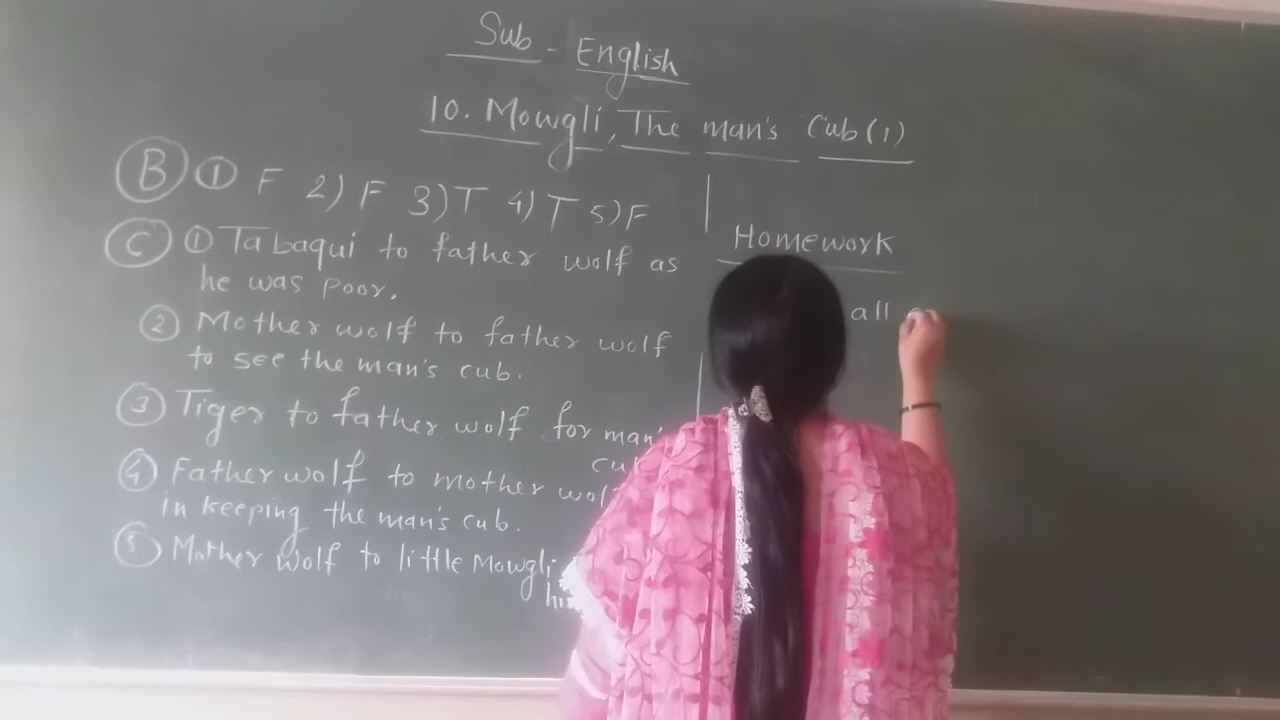 Sub - English
10. Mowgli, The man's Cub (1)
B ① F 2) F 3) T 4) T 5) F
C ① Tabaqui to father wolf as
he was poor.
② Mother wolf to father wolf
to see the man's cub.
③ Tiger to father wolf for man's
④ Father wolf to mother wolf
in keeping the man's cub.
⑤ Mother wolf to little Mowgli
Homework
all